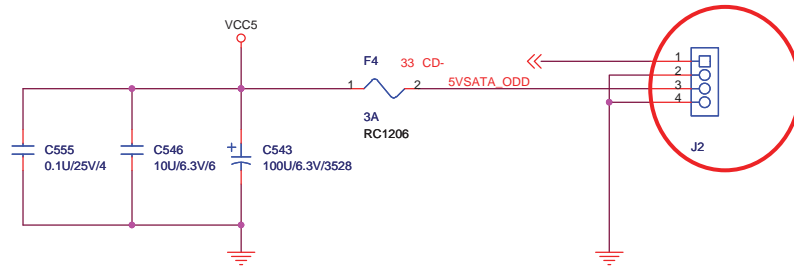 VCC5
F4
33 CD-
1
2
5VSATA_ODD
3A
RC1206
C555
0.1U/25V/4
C546
10U/6.3V/6
+
C543
100U/6.3V/3528
1
2
3
4
J2